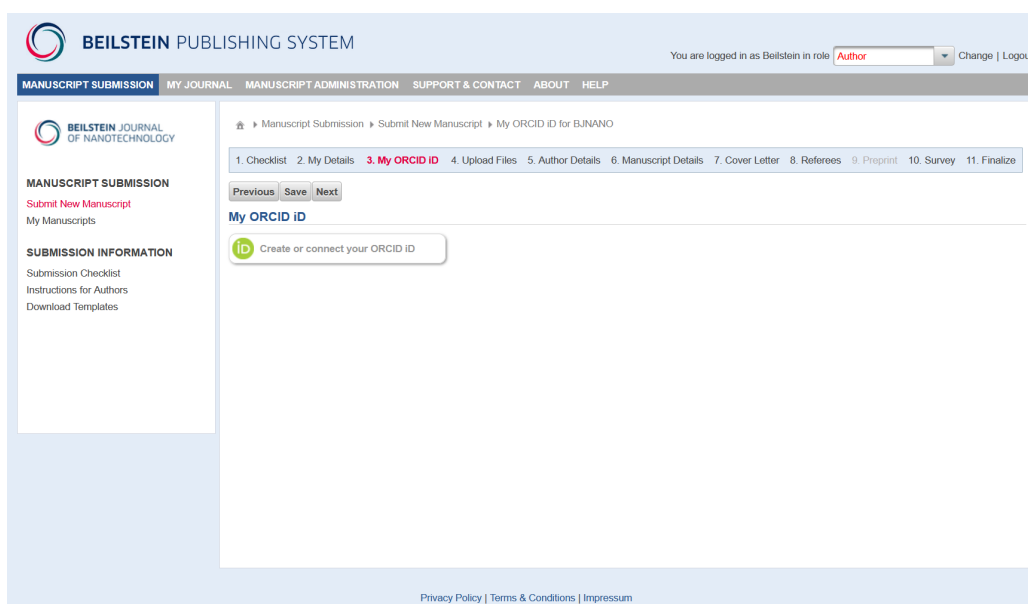 BEILSTEIN PUBLISHING SYSTEM
You are logged in as Beilstein in role Author Change | Logou
MANUSCRIPT SUBMISSION MY JOURNAL MANUSCRIPT ADMINISTRATION SUPPORT & CONTACT ABOUT HELP
BEILSTEIN JOURNAL
OF NANOTECHNOLOGY
MANUSCRIPT SUBMISSION
Submit New Manuscript
My Manuscripts
SUBMISSION INFORMATION
Submission Checklist
Instructions for Authors
Download Templates
Manuscript Submission Submit New Manuscript My ORCID iD for BJNANO
1. Checklist 2. My Details 3. My ORCID iD 4. Upload Files 5. Author Details 6. Manuscript Details 7. Cover Letter 8. Referees 9. Preprint 10. Survey 11. Finalize
Previous Save Next
My ORCID iD
iD Create or connect your ORCID iD
Privacy Policy | Terms & Conditions | Impressum